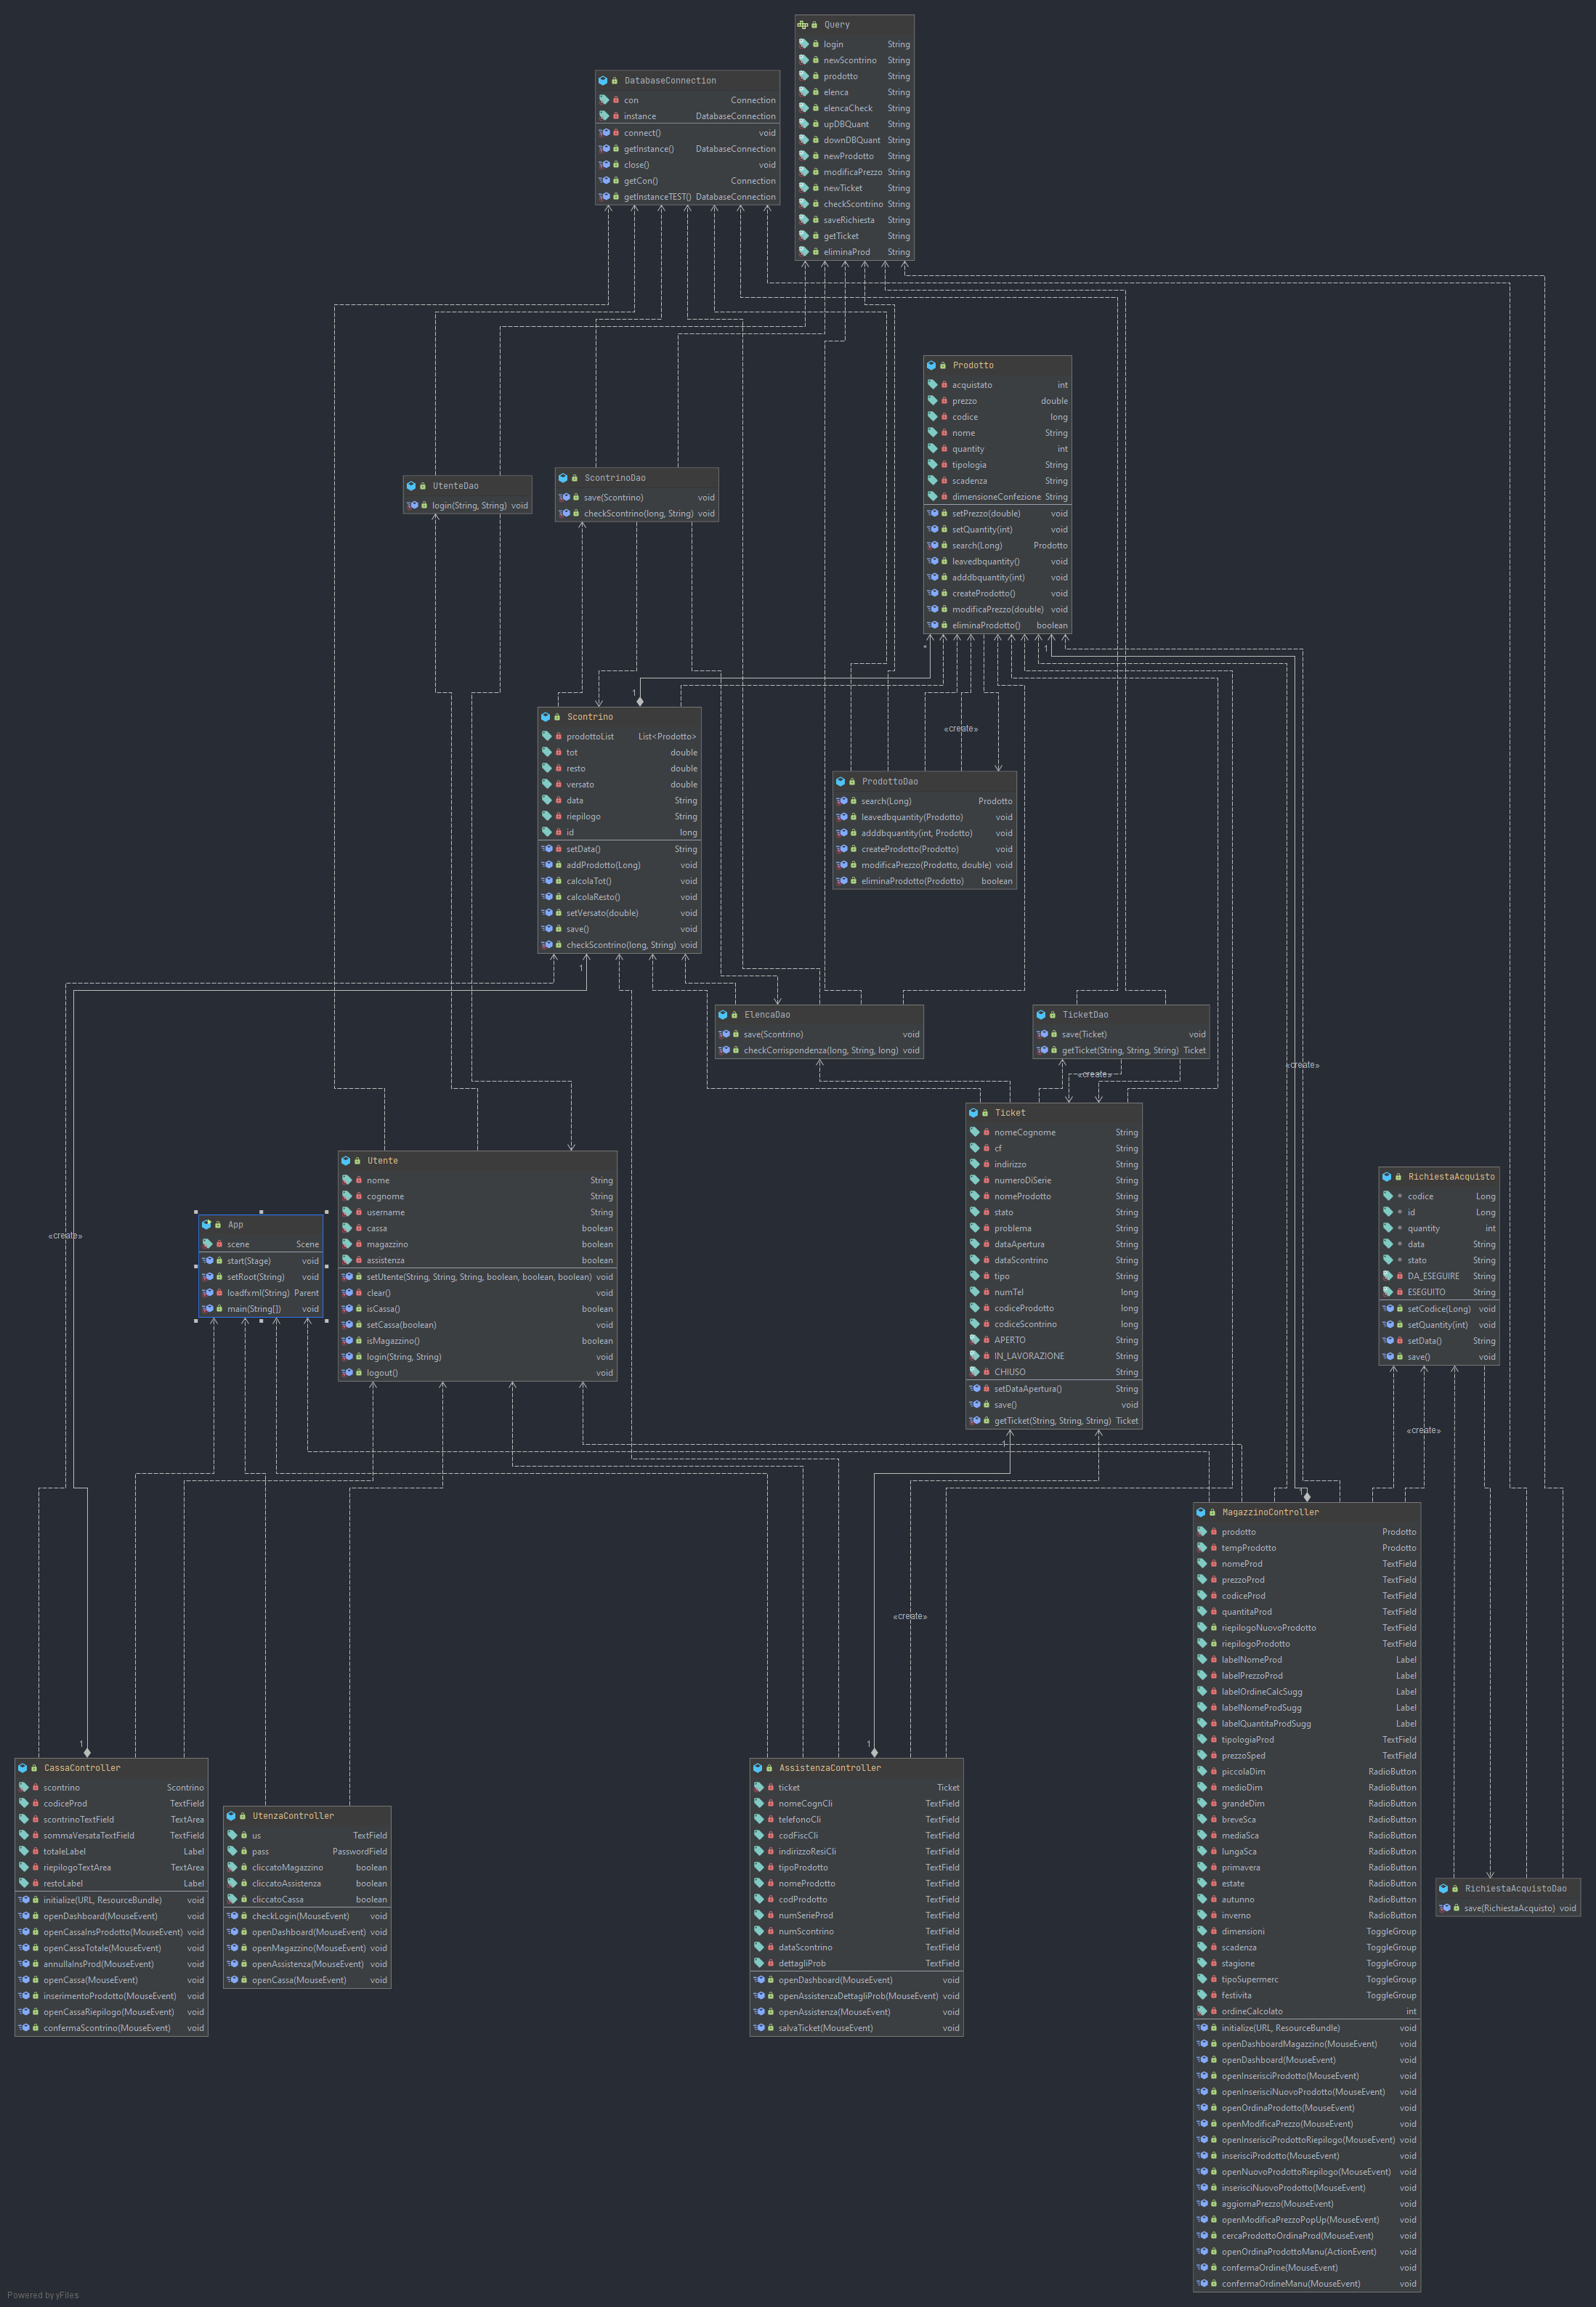 Query
login String
newScontrino String
prodotto String
elenca String
elencaCheck String
upDBQuant String
downDBQuant String
newProdotto String
modificaPrezzo String
newTicket String
checkScontrino String
saveRichiesta String
getTicket String
eliminaProd String
DatabaseConnection
con Connection
instance DatabaseConnection
connect() void
getInstance() DatabaseConnection
close() void
getCon() Connection
getInstanceTEST() DatabaseConnection
Prodotto
acquistato int
prezzo double
codice long
nome String
quantity int
tipologia String
scadenza String
dimensioneConfezione String
setPrezzo(double) void
setQuantity(int) void
search(Long) Prodotto
leavedbquantity() void
adddbquantity(int) void
createProdotto() void
modificaPrezzo(double) void
eliminaProdotto() boolean
UtenteDao
login(String, String) void
ScontrinoDao
save(Scontrino) void
checkScontrino(long, String) void
* 1
1
«create»
Scontrino
prodottoList List<Prodotto>
tot double
resto double
versato double
data String
riepilogo String
id long
setData() String
addProdotto(Long) void
calcolaTot() void
calcolaResto() void
setVersato(double) void
save() void
checkScontrino(long, String) void
1
ProdottoDao
search(Long) Prodotto
leavedbquantity(Prodotto) void
adddbquantity(int, Prodotto) void
createProdotto(Prodotto) void
modificaPrezzo(Prodotto, double) void
eliminaProdotto(Prodotto) boolean
ElencaDao
save(Scontrino) void
checkCorrispondenza(long, String, long) void
TicketDao
save(Ticket) void
getTicket(String, String, String) Ticket
«create»
«create»
Ticket
nomeCognome String
cf String
indirizzo String
numeroDiSerie String
nomeProdotto String
stato String
problema String
dataApertura String
dataScontrino String
tipo String
numTel long
codiceProdotto long
codiceScontrino long
APERTO String
IN_LAVORAZIONE String
CHIUSO String
setDataApertura() String
save() void
getTicket(String, String, String) Ticket
1
Utente
nome String
cognome String
username String
cassa boolean
magazzino boolean
assistenza boolean
setUtente(String, String, String, boolean, boolean, boolean) void
clear() void
isCassa() boolean
setCassa(boolean) void
isMagazzino() boolean
login(String, String) void
logout() void
«create»
App
scene Scene
start(Stage) void
setRoot(String) void
loadfxml(String) Parent
main(String[]) void
RichiestaAcquisto
codice Long
id Long
quantity int
data String
stato String
DA_ESEGUIRE String
ESEGUITO String
setCodice(Long) void
setQuantity(int) void
setData() String
save() void
«create»
1
MagazzinoController
prodotto Prodotto
tempProdotto Prodotto
nomeProd TextField
prezzoProd TextField
codiceProd TextField
quantitaProd TextField
riepilogoNuovoProdotto TextField
riepilogoProdotto TextField
labelNomeProd Label
labelPrezzoProd Label
labelOrdineCalcSugg Label
labelNomeProdSugg Label
labelQuantitaProdSugg Label
tipologiaProd TextField
prezzoSped TextField
piccolaDim RadioButton
medioDim RadioButton
grandeDim RadioButton
breveSca RadioButton
mediaSca RadioButton
lungaSca RadioButton
primavera RadioButton
estate RadioButton
autunno RadioButton
inverno RadioButton
dimensioni ToggleGroup
scadenza ToggleGroup
stagione ToggleGroup
tipoSupermerc ToggleGroup
festivita ToggleGroup
ordineCalcolato int
initialize(URL, ResourceBundle) void
openDashboardMagazzino(MouseEvent) void
openDashboard(MouseEvent) void
openInserisciProdotto(MouseEvent) void
openInserisciNuovoProdotto(MouseEvent) void
openOrdinaProdotto(MouseEvent) void
openModificaPrezzo(MouseEvent) void
openInserisciProdottoRiepilogo(MouseEvent) void
inserisciProdotto(MouseEvent) void
openNuovoProdottoRiepilogo(MouseEvent) void
inserisciNuovoProdotto(MouseEvent) void
aggiornaPrezzo(MouseEvent) void
openModificaPrezzoPopUp(MouseEvent) void
cercaProdottoOrdinaProd(MouseEvent) void
openOrdinaProdottoManu(ActionEvent) void
confermaOrdine(MouseEvent) void
confermaOrdineManu(MouseEvent) void
«create»
1
CassaController
scontrino Scontrino
codiceProd TextField
scontrinoTextField TextArea
sommaVersataTextField TextField
totaleLabel Label
riepilogoTextArea TextArea
restoLabel Label
initialize(URL, ResourceBundle) void
openDashboard(MouseEvent) void
openCassaInsProdotto(MouseEvent) void
openCassaTotale(MouseEvent) void
annullaInsProd(MouseEvent) void
openCassa(MouseEvent) void
inserimentoProdotto(MouseEvent) void
openCassaRiepilogo(MouseEvent) void
confermaScontrino(MouseEvent) void
UtenzaController
us TextField
pass PasswordField
cliccatoMagazzino boolean
cliccatoAssistenza boolean
cliccatoCassa boolean
checkLogin(MouseEvent) void
openDashboard(MouseEvent) void
openMagazzino(MouseEvent) void
openAssistenza(MouseEvent) void
openCassa(MouseEvent) void
1
AssistenzaController
ticket Ticket
nomeCognCli TextField
telefonoCli TextField
codFiscCli TextField
indirizzoResiCli TextField
tipoProdotto TextField
nomeProdotto TextField
codProdotto TextField
numSerieProd TextField
numScontrino TextField
dataScontrino TextField
dettagliProb TextField
openDashboard(MouseEvent) void
openAssistenzaDettagliProb(MouseEvent) void
openAssistenza(MouseEvent) void
salvaTicket(MouseEvent) void
RichiestaAcquistoDao
save(RichiestaAcquisto) void
Powered by yFiles